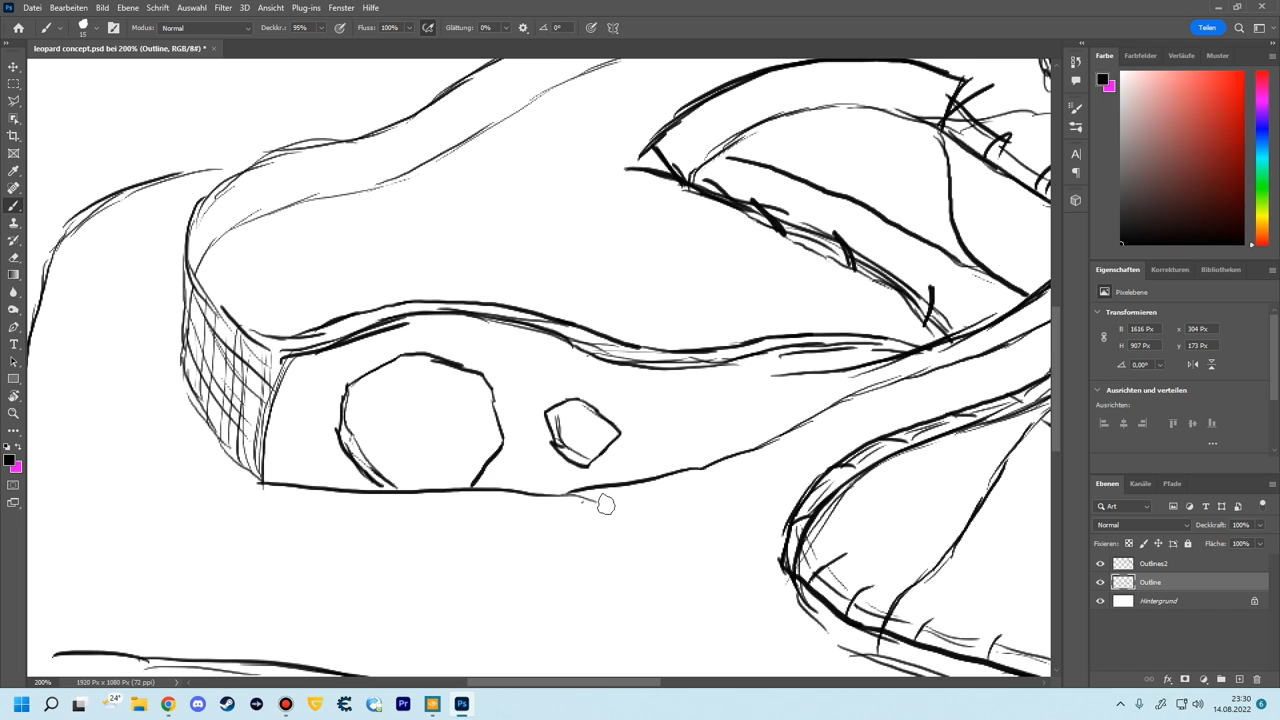 Datei Bearbeiten Bild Ebene Schrift Auswahl Filter 3D Ansicht Plug-ins Fenster Hilfe
15 Modus: Normal Deckkr.: 95% Fluss: 100% Glättung: 0% 0° Teilen
leopard concept.psd bei 200% (Outline, RGB/8#) *
Farbe Farbfelder Verläufe Muster
Eigenschaften Korrekturen Bibliotheken
Pixelebene
Transformieren
B 1616 Px x 304 Px
H 907 Px y 173 Px
0,00°
Ausrichten und verteilen
Ausrichten:
Ebenen Kanäle Pfade
Art
Normal Deckkraft: 100%
Fixieren: Fläche: 100%
Outlines2
Outline
Hintergrund
200% 1920 Px x 1080 Px (72 ppi)
24°
23:30
14.08.2022
6